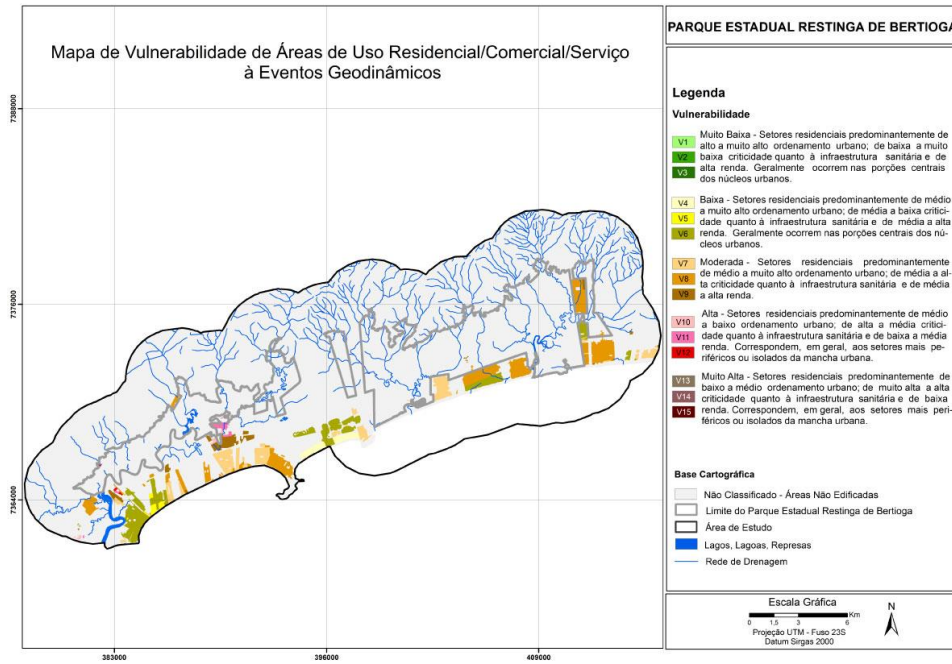 Mapa de Vulnerabilidade de Áreas de Uso Residencial/Comercial/Serviço
à Eventos Geodinâmicos
7388000
7376000
7364000
383000
396000
409000
PARQUE ESTADUAL RESTINGA DE BERTIOGA
Legenda
Vulnerabilidade
V1
V2
V3
Muito Baixa - Setores residenciais predominantemente de
alto a muito alto ordenamento urbano; de baixa a muito
baixa criticidade quanto à infraestrutura sanitária e de
alta renda. Geralmente ocorrem nas porções centrais
dos núcleos urbanos.
V4
V5
V6
Baixa - Setores residenciais predominantemente de médio
a muito alto ordenamento urbano; de média a baixa critici-
dade quanto à infraestrutura sanitária e de média a alta
renda. Geralmente ocorrem nas porções centrais dos nú-
cleos urbanos.
V7
V8
V9
Moderada - Setores residenciais predominantemente
de médio a muito alto ordenamento urbano; de média a al-
ta criticidade quanto à infraestrutura sanitária e de média
a alta renda.
V10
V11
V12
Alta - Setores residenciais predominantemente de médio
a baixo ordenamento urbano; de alta a média critici-
dade quanto à infraestrutura sanitária e de baixa a média
renda. Correspondem, em geral, aos setores mais pe-
riféricos ou isolados da mancha urbana.
V13
V14
V15
Muito Alta - Setores residenciais predominantemente de
baixo a médio ordenamento urbano; de muito alta a alta
criticidade quanto à infraestrutura sanitária e de baixa
renda. Correspondem, em geral, aos setores mais peri-
féricos ou isolados da mancha urbana.
Base Cartográfica
Não Classificado - Áreas Não Edificadas
Limite do Parque Estadual Restinga de Bertioga
Área de Estudo
Lagos, Lagoas, Represas
Rede de Drenagem
Escala Gráfica
Km
0 1,5 3 6
Projeção UTM - Fuso 23S
Datum Sirgas 2000
N